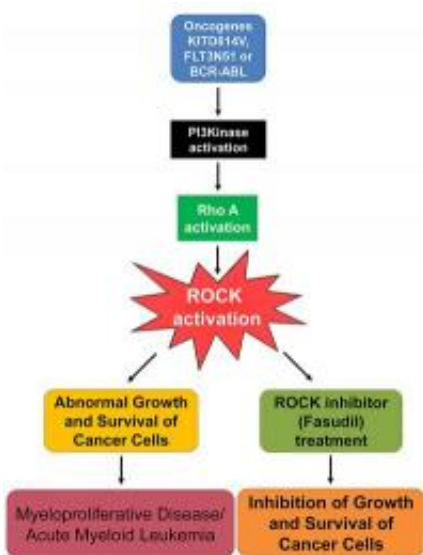 Oncogenes
KITD814V,
FLT3N51 or
BCR-ABL
PI3Kinase
activation
Rho A
activation
ROCK
activation
Abnormal Growth
and Survival of
Cancer Cells
ROCK inhibitor
(Fasudil)
treatment
Myeloproliferative Disease/
Acute Myeloid Leukemia
Inhibition of Growth
and Survival of
Cancer Cells